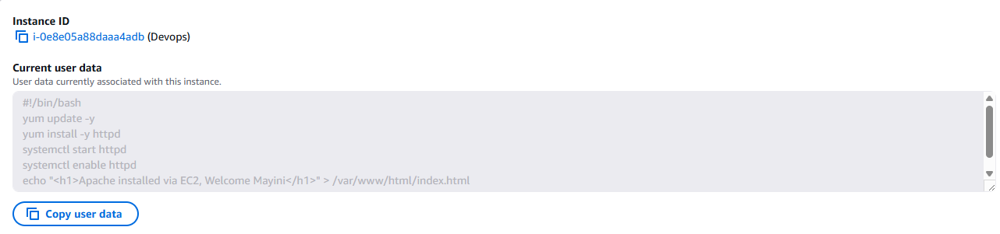 Instance ID
i-0e8e05a88daaa4adb (Devops)
Current user data
User data currently associated with this instance.
#!/bin/bash
yum update -y
yum install -y httpd
systemctl start httpd
systemctl enable httpd
echo "<h1>Apache installed via EC2, Welcome Mayini</h1>" > /var/www/html/index.html
Copy user data